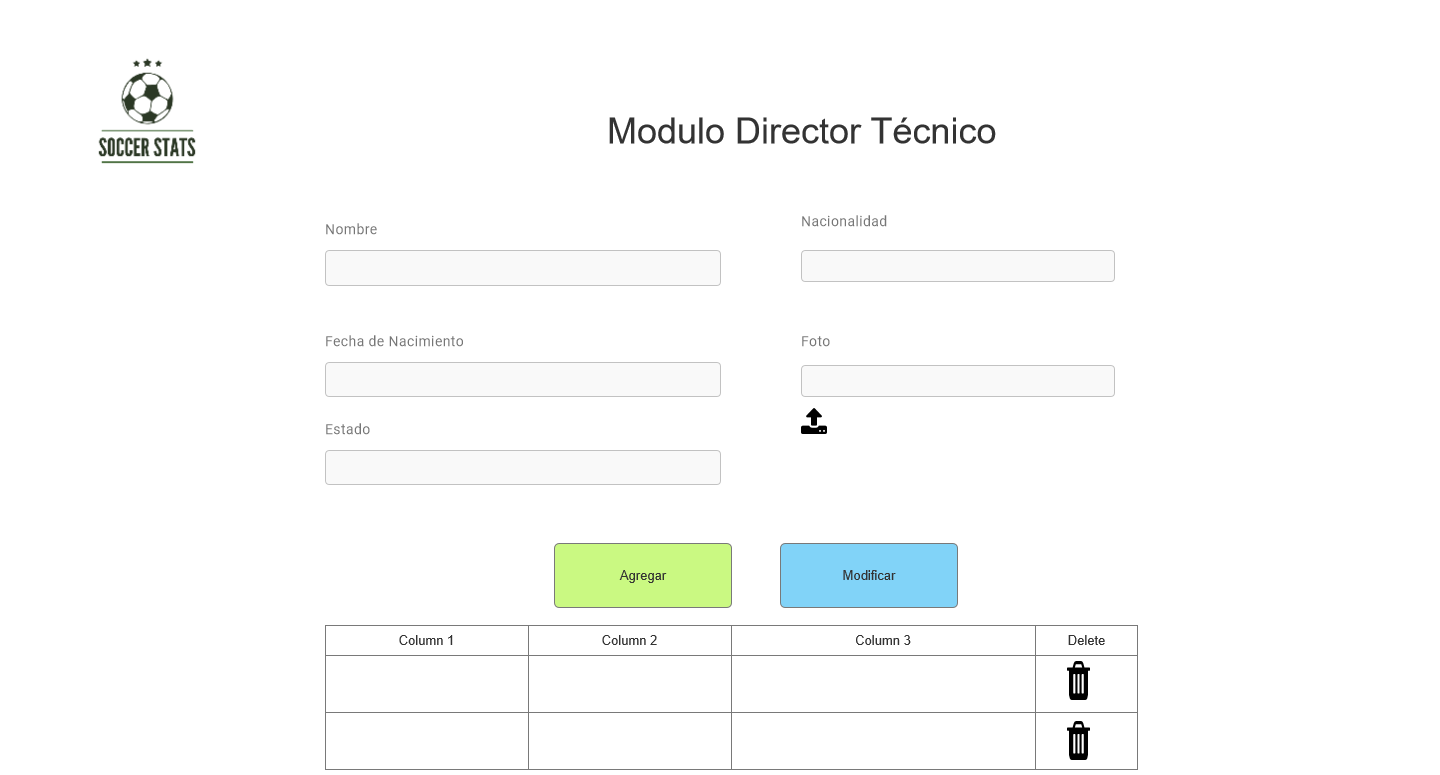 SOCCER STATS
Modulo Director Técnico
Nombre
Nacionalidad
Fecha de Nacimiento
Foto
Estado
Agregar
Modificar
Column 1
Column 2
Column 3
Delete